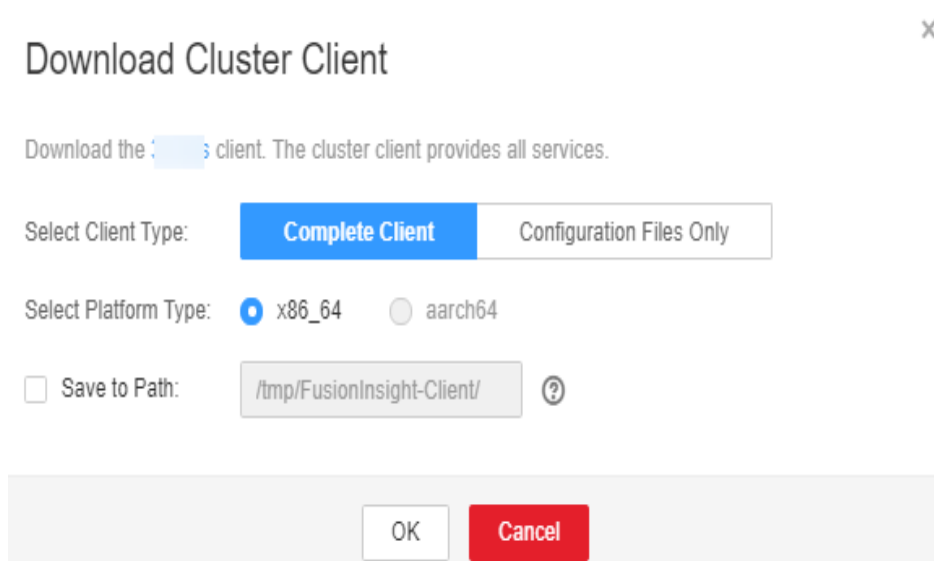 Download Cluster Client
Download the client. The cluster client provides all services.
Select Client Type: Complete Client Configuration Files Only
Select Platform Type: x86_64 aarch64
Save to Path: /tmp/FusionInsight-Client/
OK Cancel